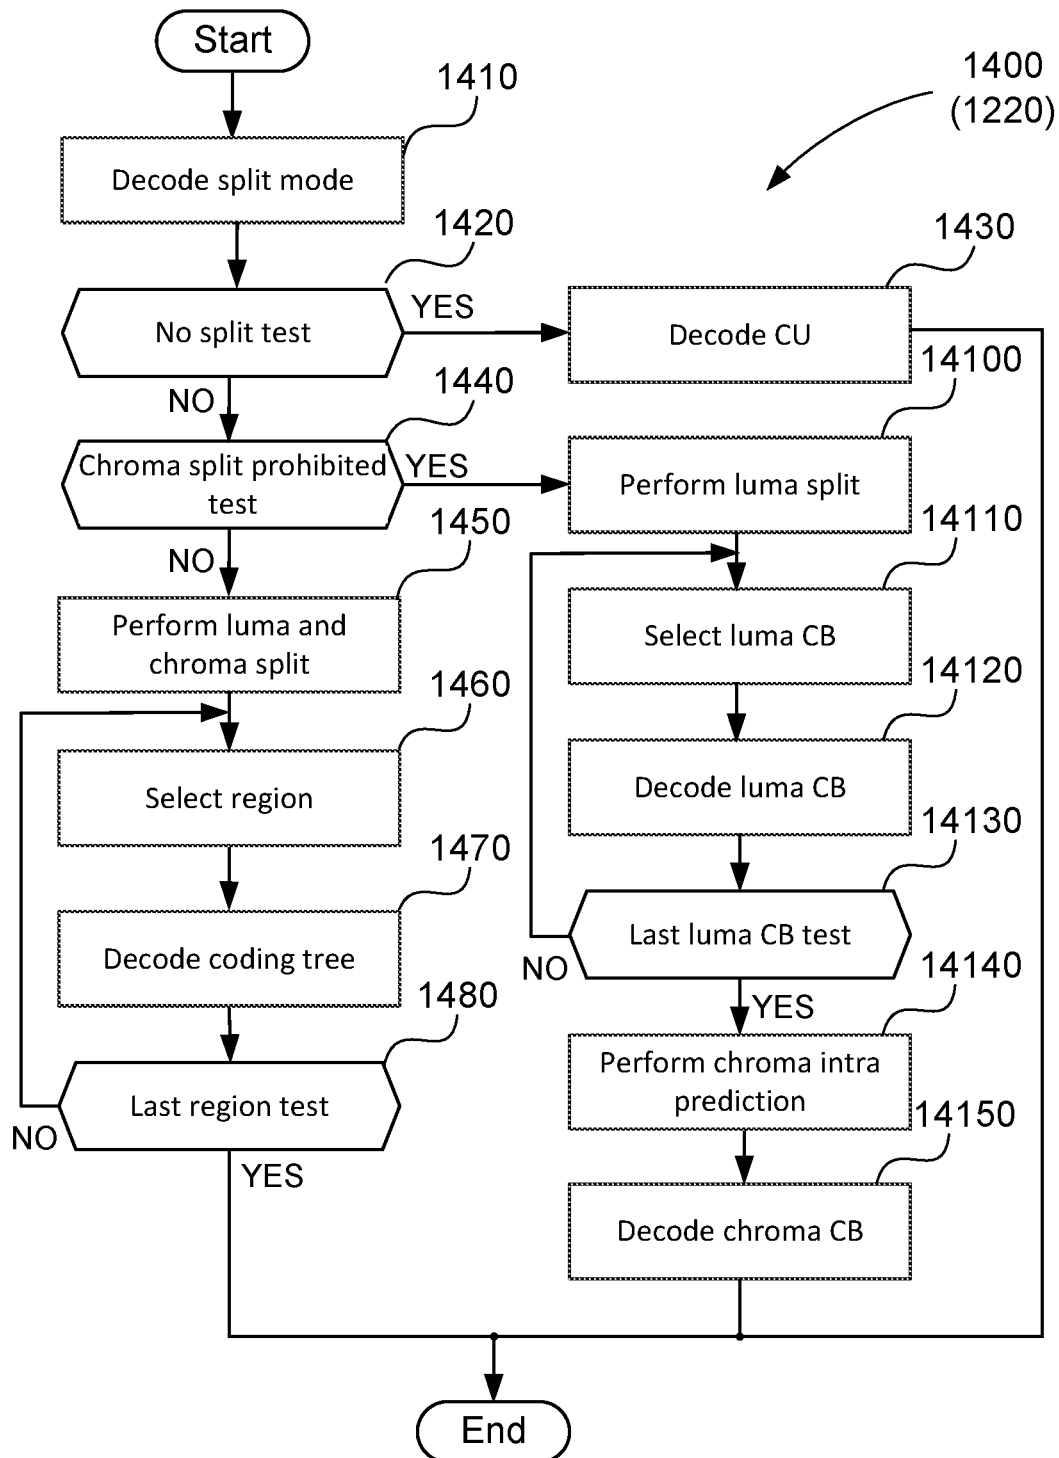 Start
1410
1400
(1220)
Decode split mode
1420
1430
No split test
YES
Decode CU
NO
1440
14100
Chroma split prohibited
test
YES
Perform luma split
1450
14110
NO
Perform luma and
chroma split
Select luma CB
1460
14120
Select region
Decode luma CB
1470
14130
Decode coding tree
Last luma CB test
NO
1480
14140
YES
Last region test
Perform chroma intra
prediction
NO
14150
YES
Decode chroma CB
End